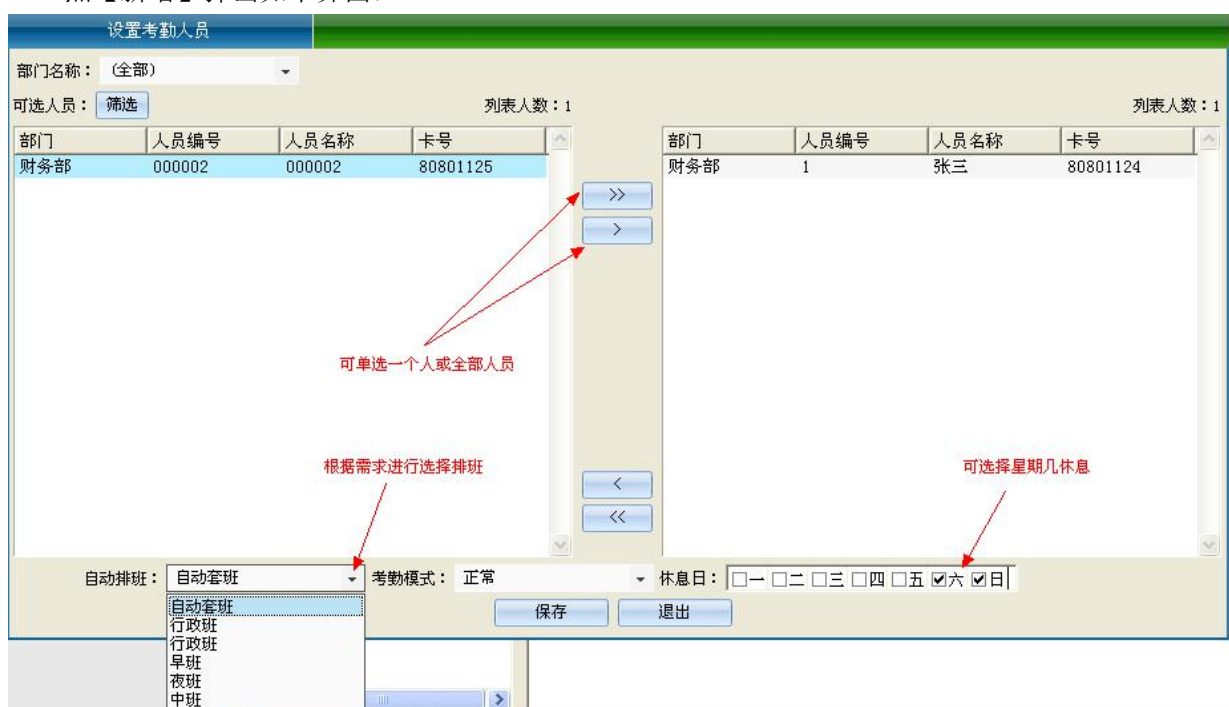 设置考勤人员
部门名称： (全部)
可选人员： 筛选 列表人数：1 列表人数：1
部门 人员编号 人员名称 卡号 部门 人员编号 人员名称 卡号
财务部 000002 000002 80801125 财务部 1 张三 80801124
>>
>
可单选一个人或全部人员
根据需求进行选择排班 可选择星期几休息
<
<<
自动排班： 自动套班 考勤模式： 正常 休息日： 一 二 三 四 五 六 日
自动套班 保存 退出
行政班
行政班
早班
夜班
中班